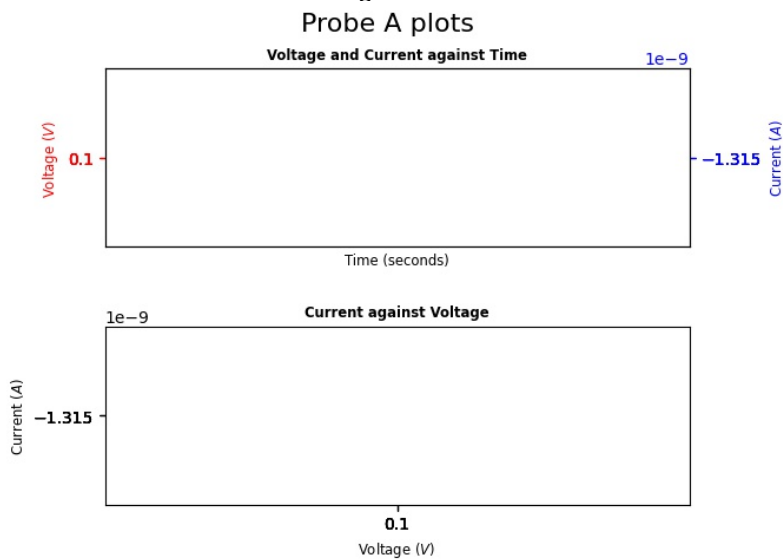 Probe A plots
Voltage and Current against Time
1e−9
Voltage (V)
0.1
−1.315
Current (A)
Time (seconds)
Current against Voltage
1e−9
Current (A)
−1.315
0.1
Voltage (V)